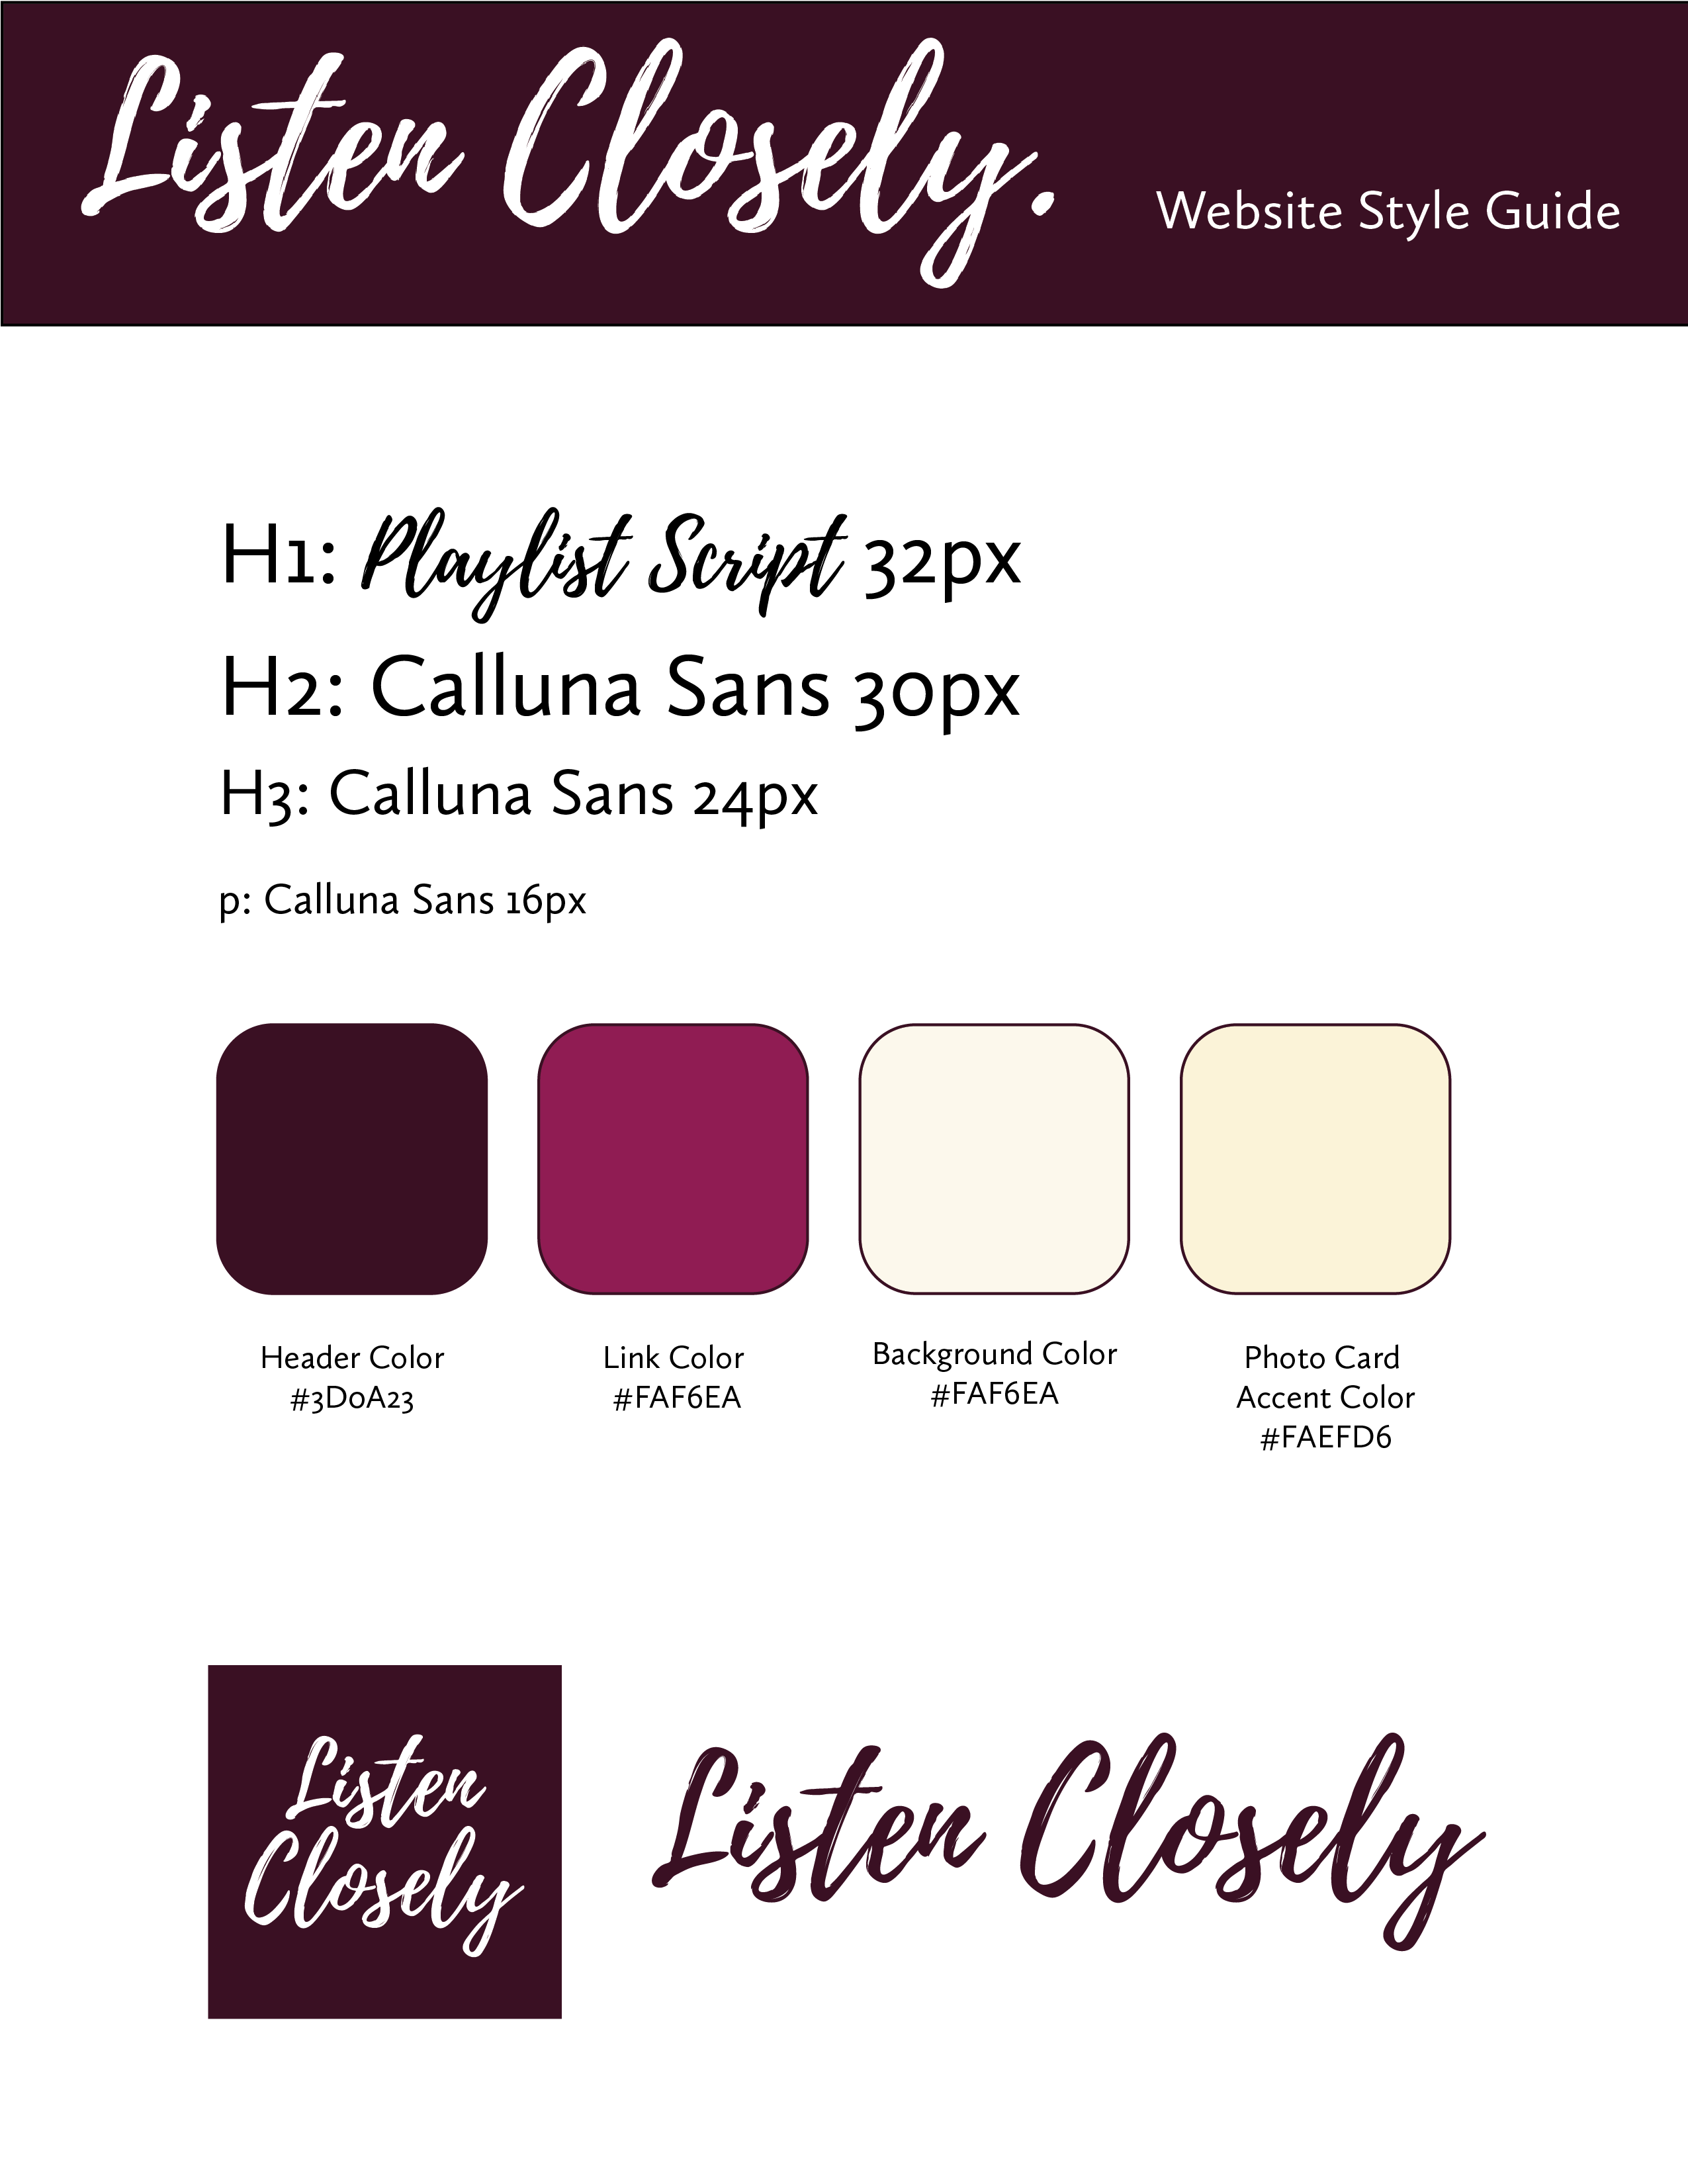 Listen Closely.
Website Style Guide
H1: Playlist Script 32px
H2: Calluna Sans 30px
H3: Calluna Sans 24px
p: Calluna Sans 16px
Header Color
#3D0A23
Link Color
#FAF6EA
Background Color
#FAF6EA
Photo Card
Accent Color
#FAEFD6
Listen
Closely
Listen Closely